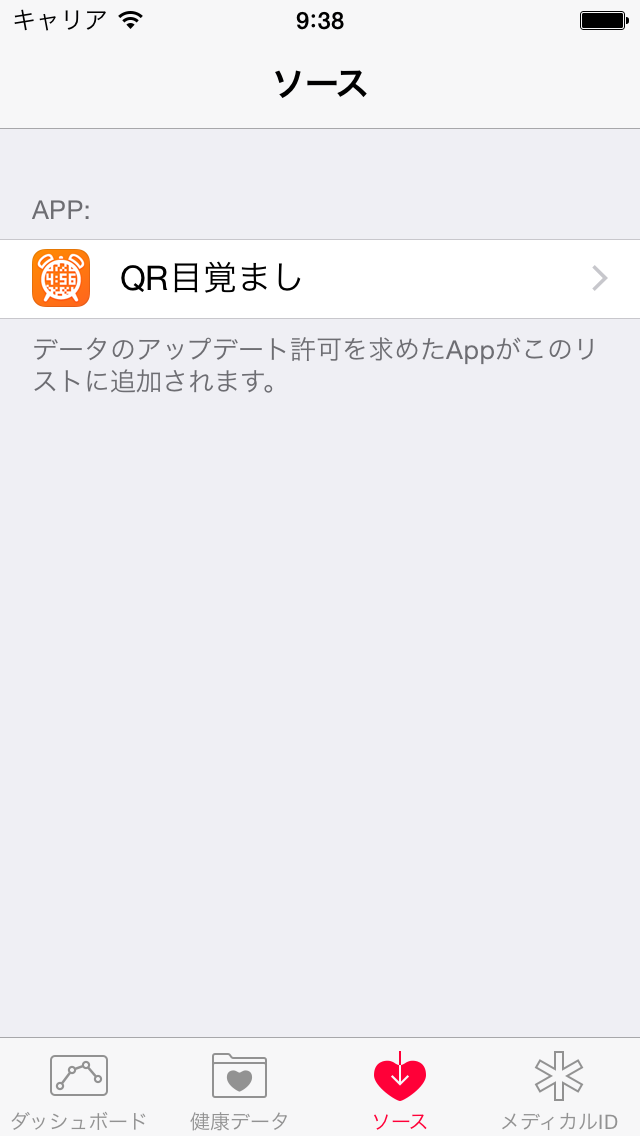 キャリア 9:38
ソース
APP:
4:56
QR目覚まし
データのアップデート許可を求めたAppがこのリ
ストに追加されます。
ダッシュボード 健康データ ソース メディカルID